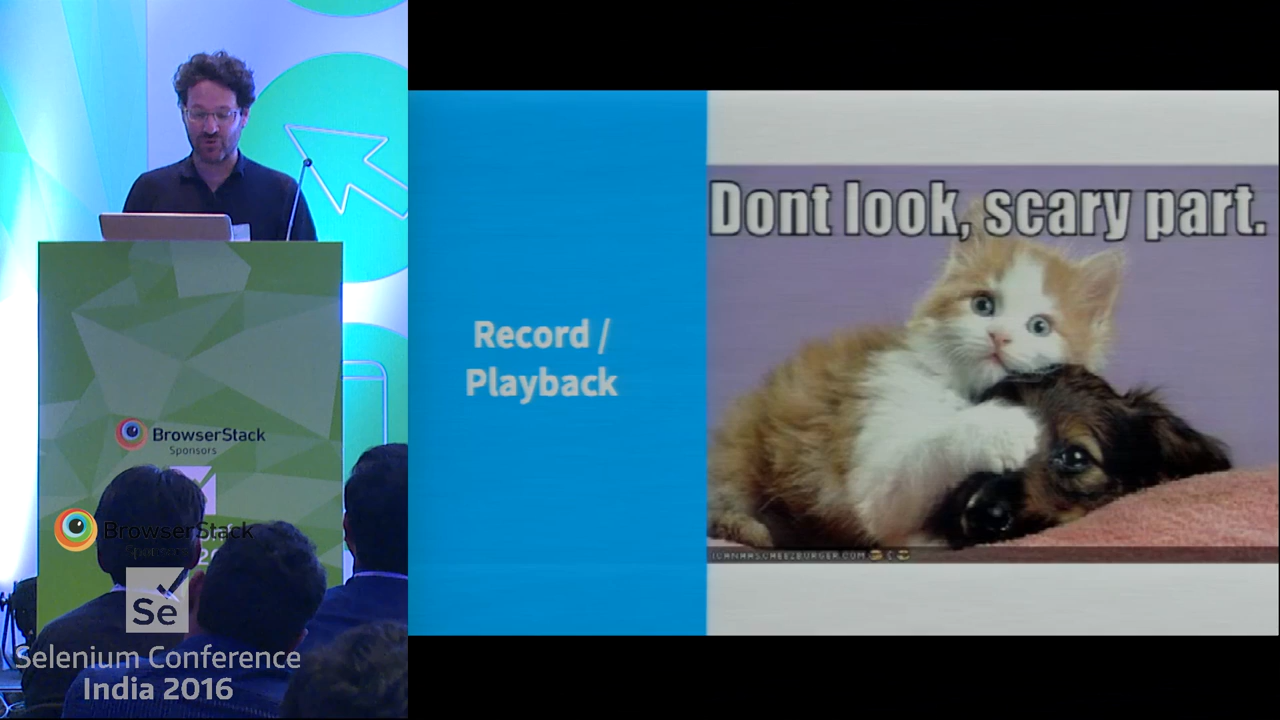 BrowserStack
Sponsors
BrowserStack
Se
Selenium Conference
India 2016
Record /
Playback
Dont look, scary part.
ICANHASCHEEZBURGER.COM